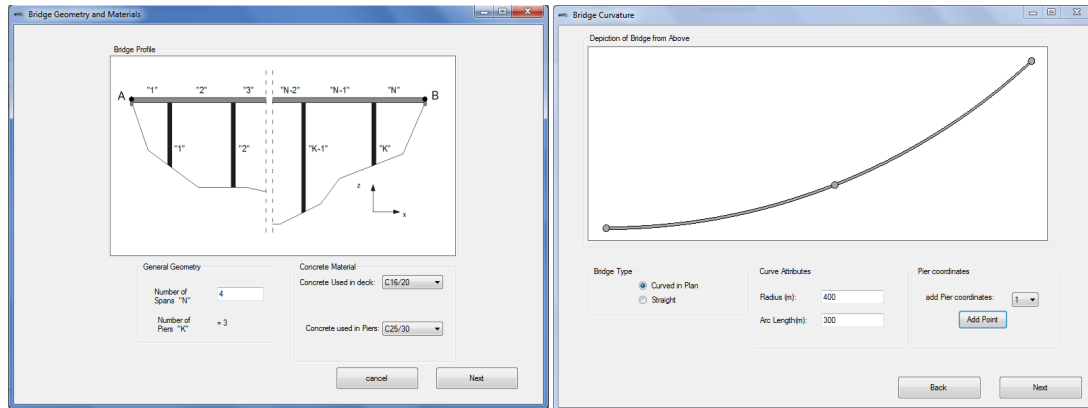 Bridge Geometry and Materials
Bridge Profile
A "1" "2" "3" "N-2" "N-1" "N" B
"1" "2" "K-1" "K"
z
x
General Geometry
Number of
Spans "N"
4
Number of
Piers "K"
= 3
Concrete Material
Concrete Used in deck: C16/20
Concrete used in Piers: C25/30
cancel Next
Bridge Curvature
Depiction of Bridge from Above
Bridge Type
Curved in Plan
Straight
Curve Attributes
Radius (m): 400
Arc Length(m): 300
Pier coordinates
add Pier coordinates: 1
Add Point
Back Next